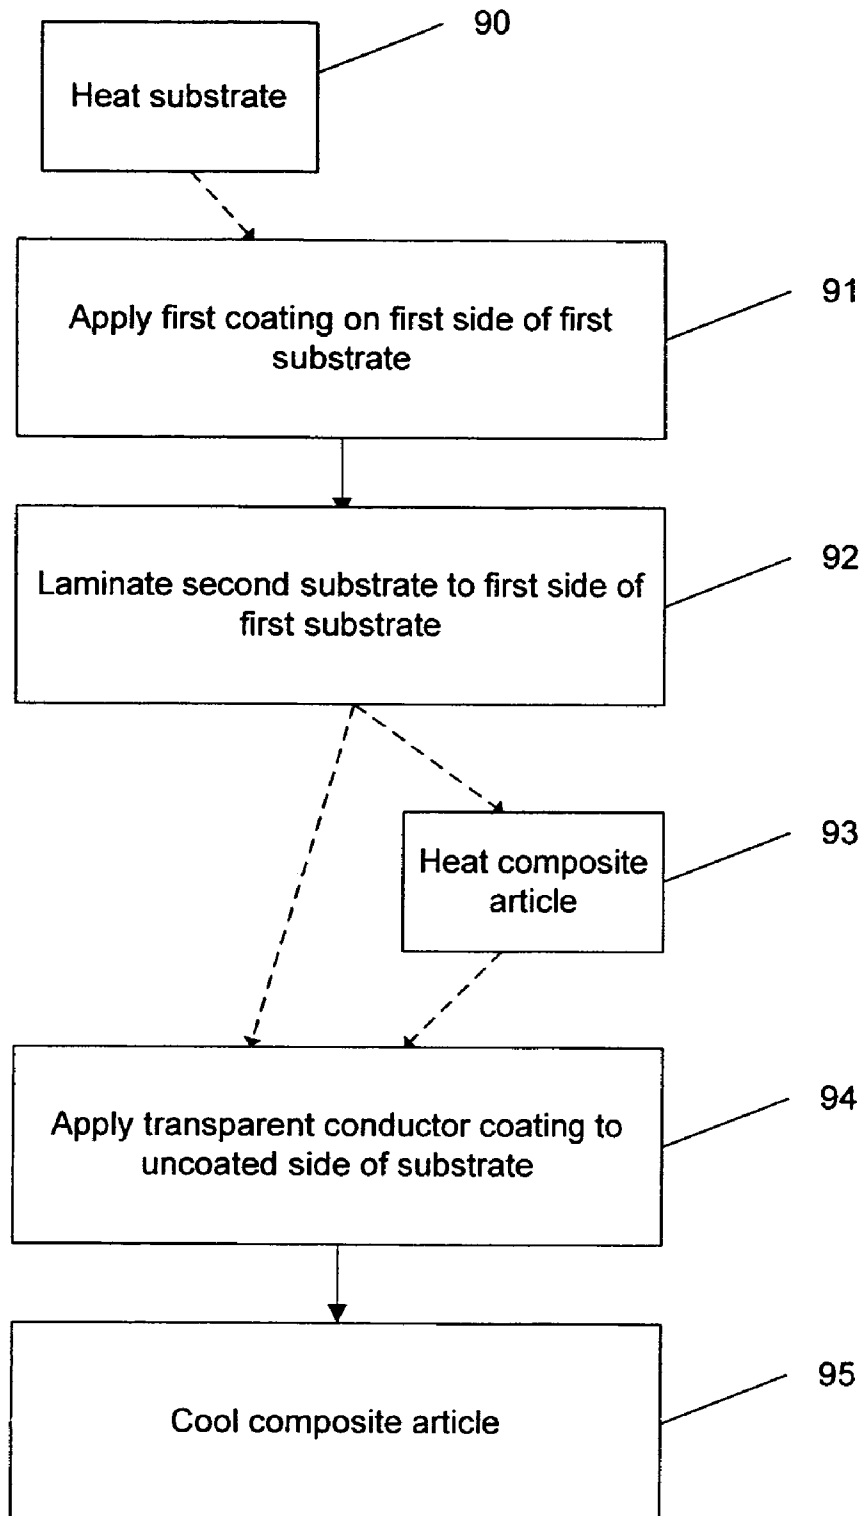 90
Heat substrate
91
Apply first coating on first side of first
substrate
92
Laminate second substrate to first side of
first substrate
93
Heat composite
article
94
Apply transparent conductor coating to
uncoated side of substrate
95
Cool composite article